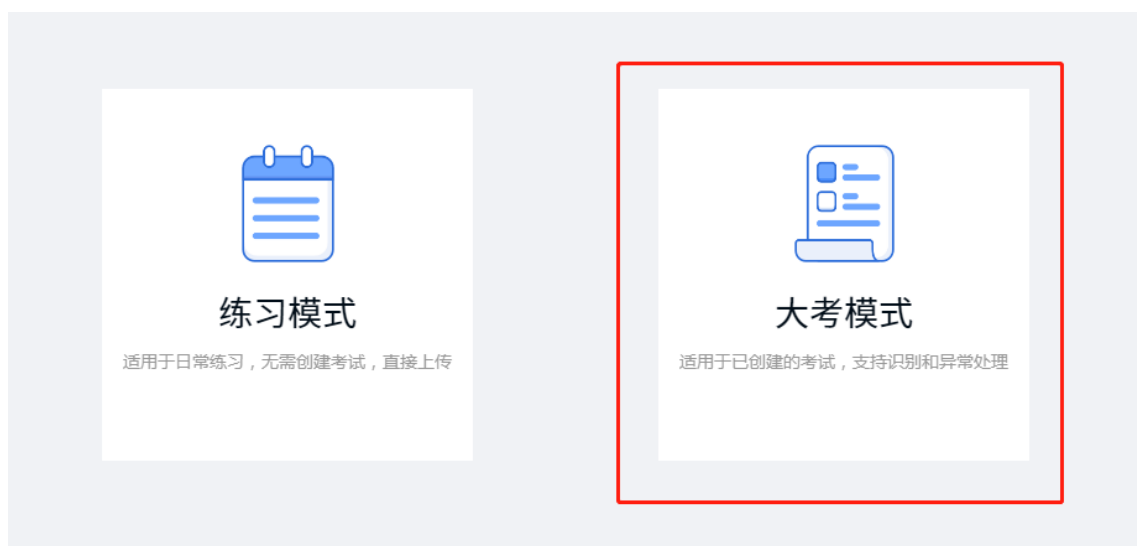 练习模式
适用于日常练习，无需创建考试，直接上传
大考模式
适用于已创建的考试，支持识别和异常处理